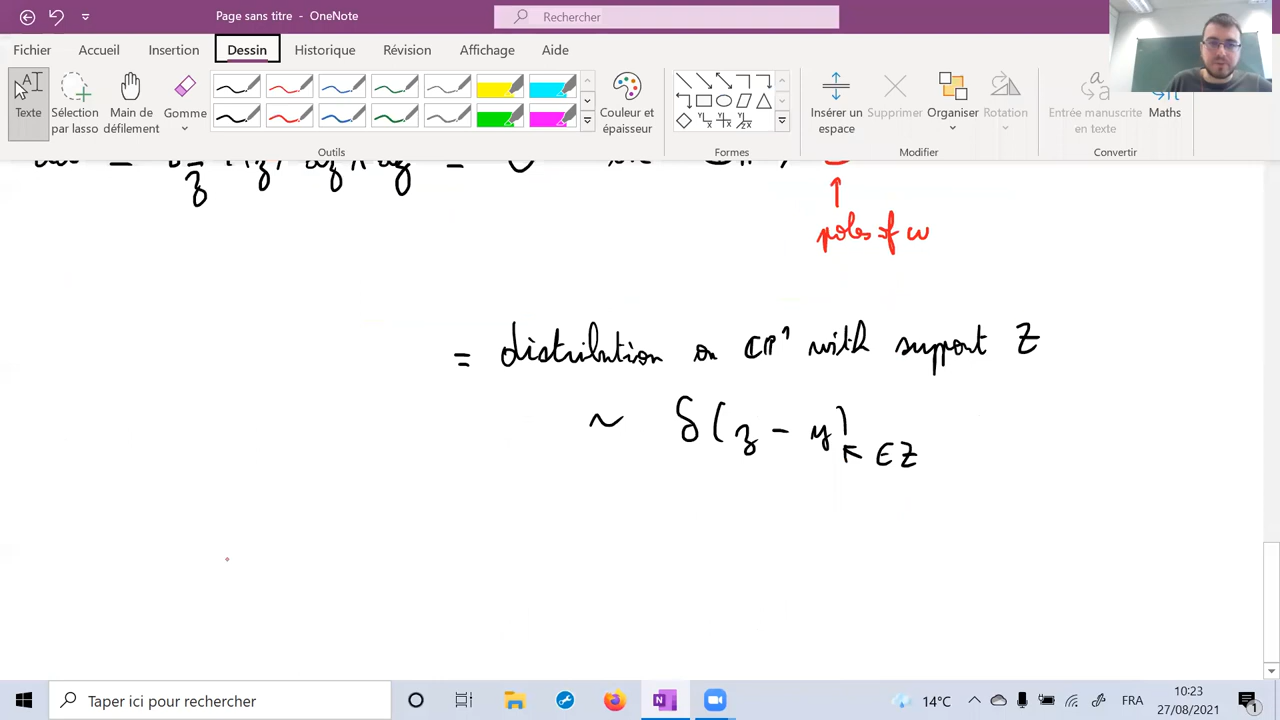 Page sans titre - OneNote
Rechercher
Fichier Accueil Insertion Dessin Historique Révision Affichage Aide
Texte
Sélection par lasso
Main de défilement
Gomme
Couleur et épaisseur
Insérer un espace
Supprimer
Organiser
Rotation
Entrée manuscrite en texte
Maths
Outils Formes Modifier Convertir
poles of ω
= distribution on ℂℙ¹ with support Z
~ δ(z - y)
∈ Z
Taper ici pour rechercher
14°C
FRA
10:23
27/08/2021
1